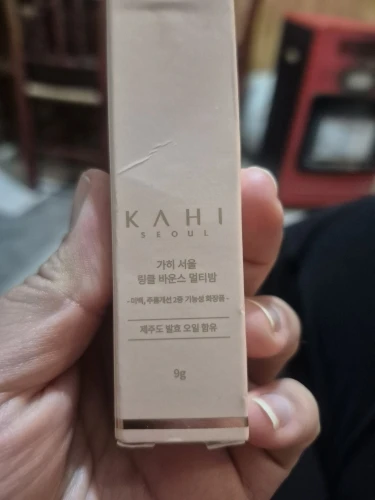 KAHI
SEOUL
가히 서울
링클 바운스 멀티밤
-미백, 주름개선 2중 기능성 화장품-
제주도 발효 오일 함유
9g